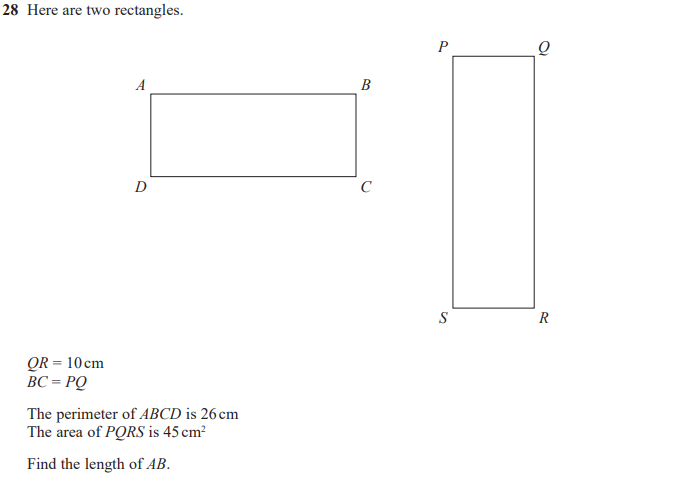 28 Here are two rectangles.
P Q
A B
D C
S R
QR = 10 cm
BC = PQ
The perimeter of ABCD is 26 cm
The area of PQRS is 45 cm²
Find the length of AB.